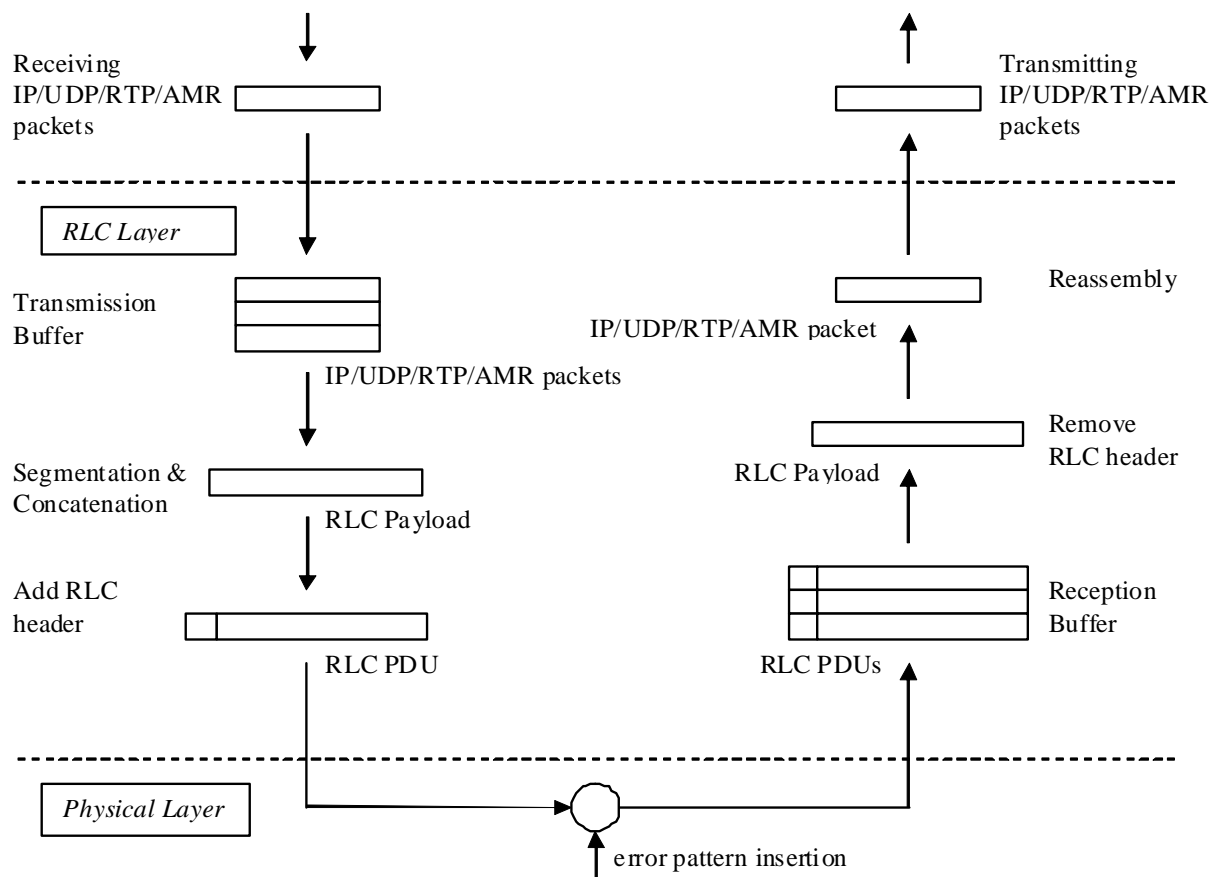 Receiving
IP/UDP/RTP/AMR
packets
Transmitting
IP/UDP/RTP/AMR
packets
RLC Layer
Transmission
Buffer
IP/UDP/RTP/AMR packets
Reassembly
IP/UDP/RTP/AMR packet
Segmentation &
Concatenation
RLC Payload
Remove
RLC header
RLC Payload
Add RLC
header
RLC PDU
Reception
Buffer
RLC PDUs
Physical Layer
error pattern insertion